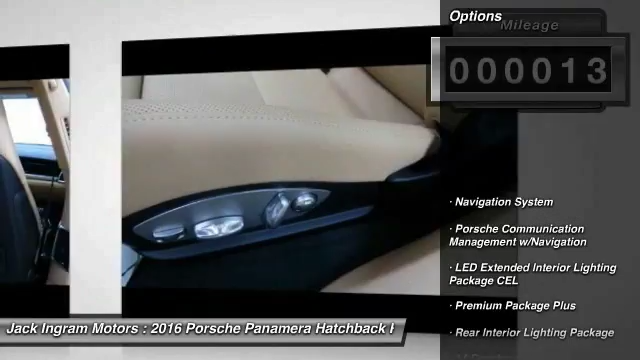 Options
Mileage
000013
· Navigation System
· Porsche Communication
Management w/Navigation
· LED Extended Interior Lighting
Package CEL
· Premium Package Plus
· Rear Interior Lighting Package
Jack Ingram Motors : 2016 Porsche Panamera Hatchback